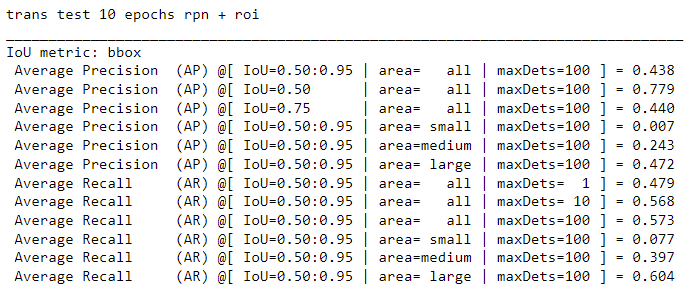 trans test 10 epochs rpn + roi
IoU metric: bbox
Average Precision  (AP) @[ IoU=0.50:0.95 | area=   all | maxDets=100 ] = 0.438
Average Precision  (AP) @[ IoU=0.50      | area=   all | maxDets=100 ] = 0.779
Average Precision  (AP) @[ IoU=0.75      | area=   all | maxDets=100 ] = 0.440
Average Precision  (AP) @[ IoU=0.50:0.95 | area= small | maxDets=100 ] = 0.007
Average Precision  (AP) @[ IoU=0.50:0.95 | area=medium | maxDets=100 ] = 0.243
Average Precision  (AP) @[ IoU=0.50:0.95 | area= large | maxDets=100 ] = 0.472
Average Recall     (AR) @[ IoU=0.50:0.95 | area=   all | maxDets=  1 ] = 0.479
Average Recall     (AR) @[ IoU=0.50:0.95 | area=   all | maxDets= 10 ] = 0.568
Average Recall     (AR) @[ IoU=0.50:0.95 | area=   all | maxDets=100 ] = 0.573
Average Recall     (AR) @[ IoU=0.50:0.95 | area= small | maxDets=100 ] = 0.077
Average Recall     (AR) @[ IoU=0.50:0.95 | area=medium | maxDets=100 ] = 0.397
Average Recall     (AR) @[ IoU=0.50:0.95 | area= large | maxDets=100 ] = 0.604